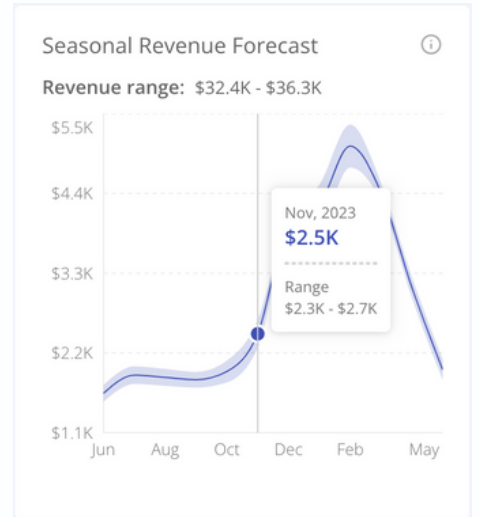 Seasonal Revenue Forecast
Revenue range: $32.4K - $36.3K
$5.5K
$4.4K
Nov, 2023
$2.5K
$3.3K
Range
$2.3K - $2.7K
$2.2K
$1.1K
Jun Aug Oct Dec Feb May